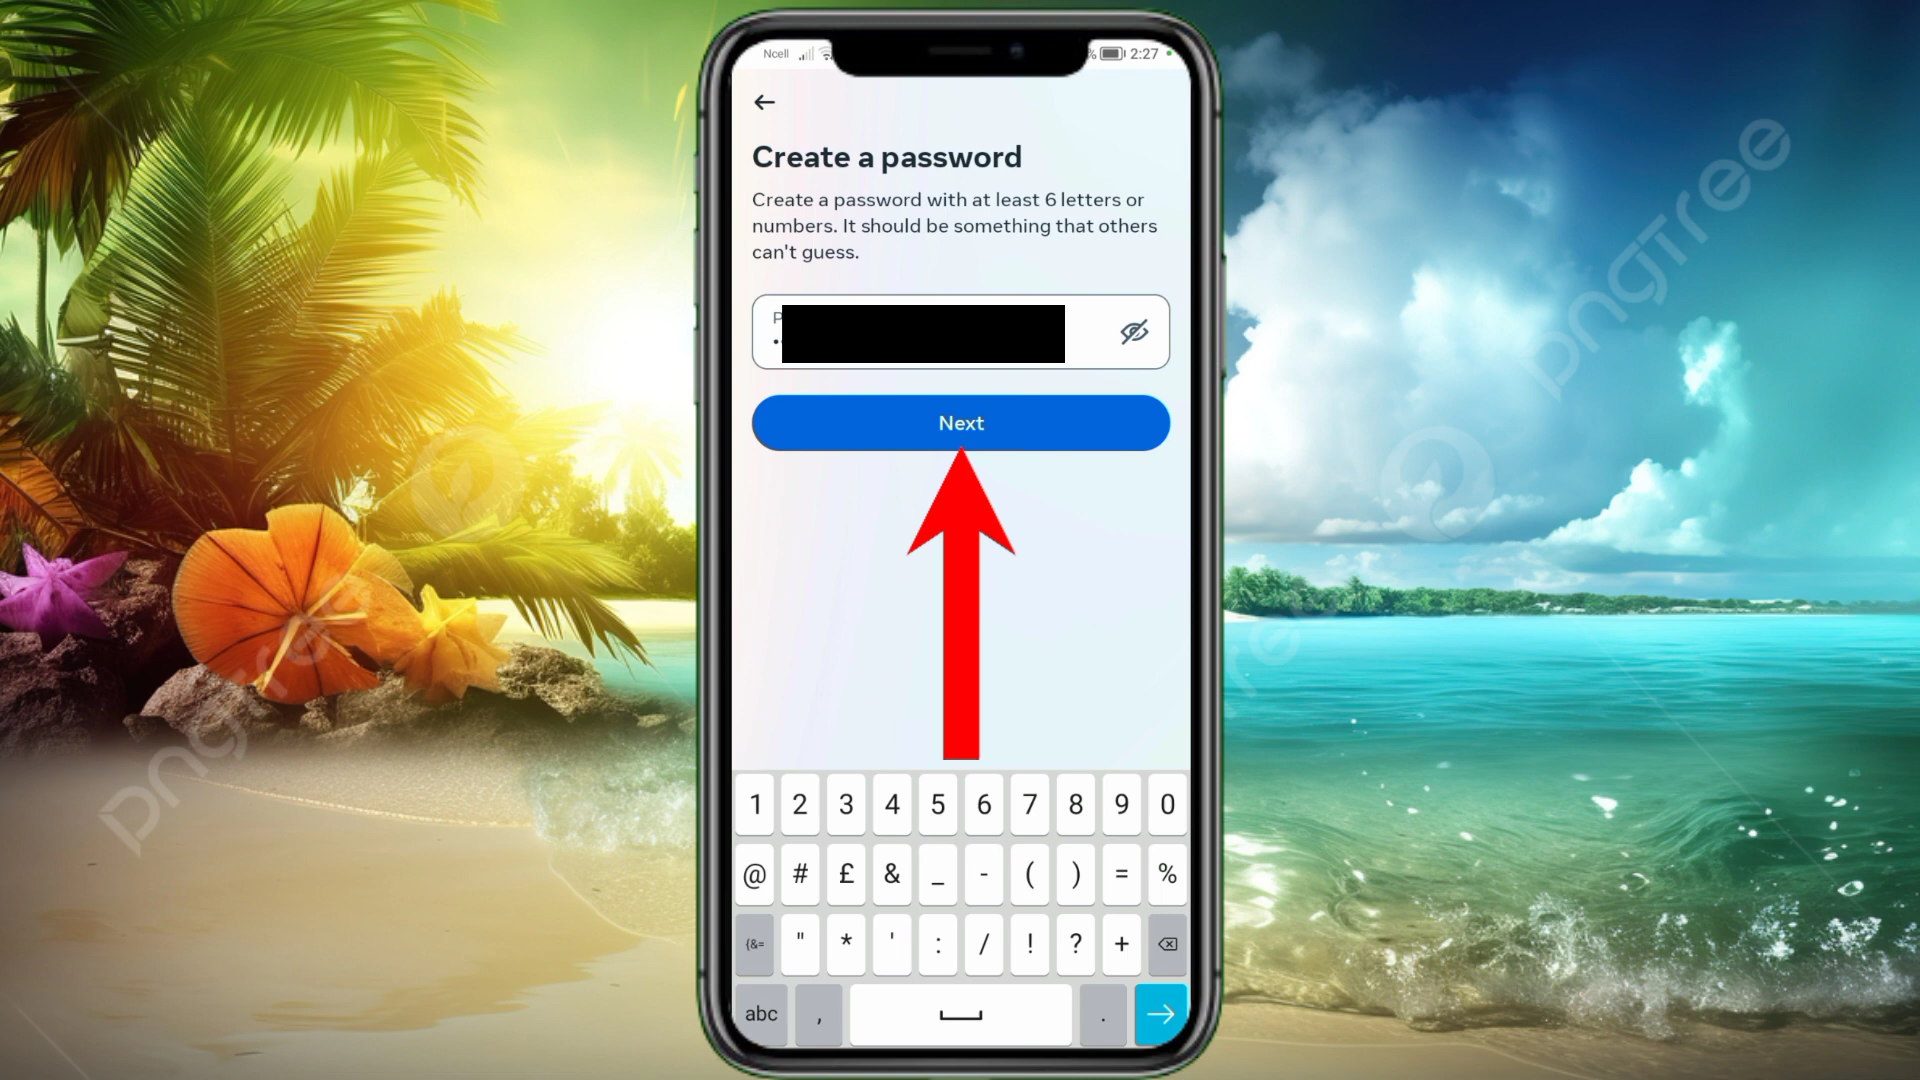 Ncell % 2:27
Create a password
Create a password with at least 6 letters or
numbers. It should be something that others
can't guess.
P
Next
1 2 3 4 5 6 7 8 9 0
@ # £ & _ - ( ) = %
{&= " * ' : / ! ? +
abc , .
pngtree
pngtree